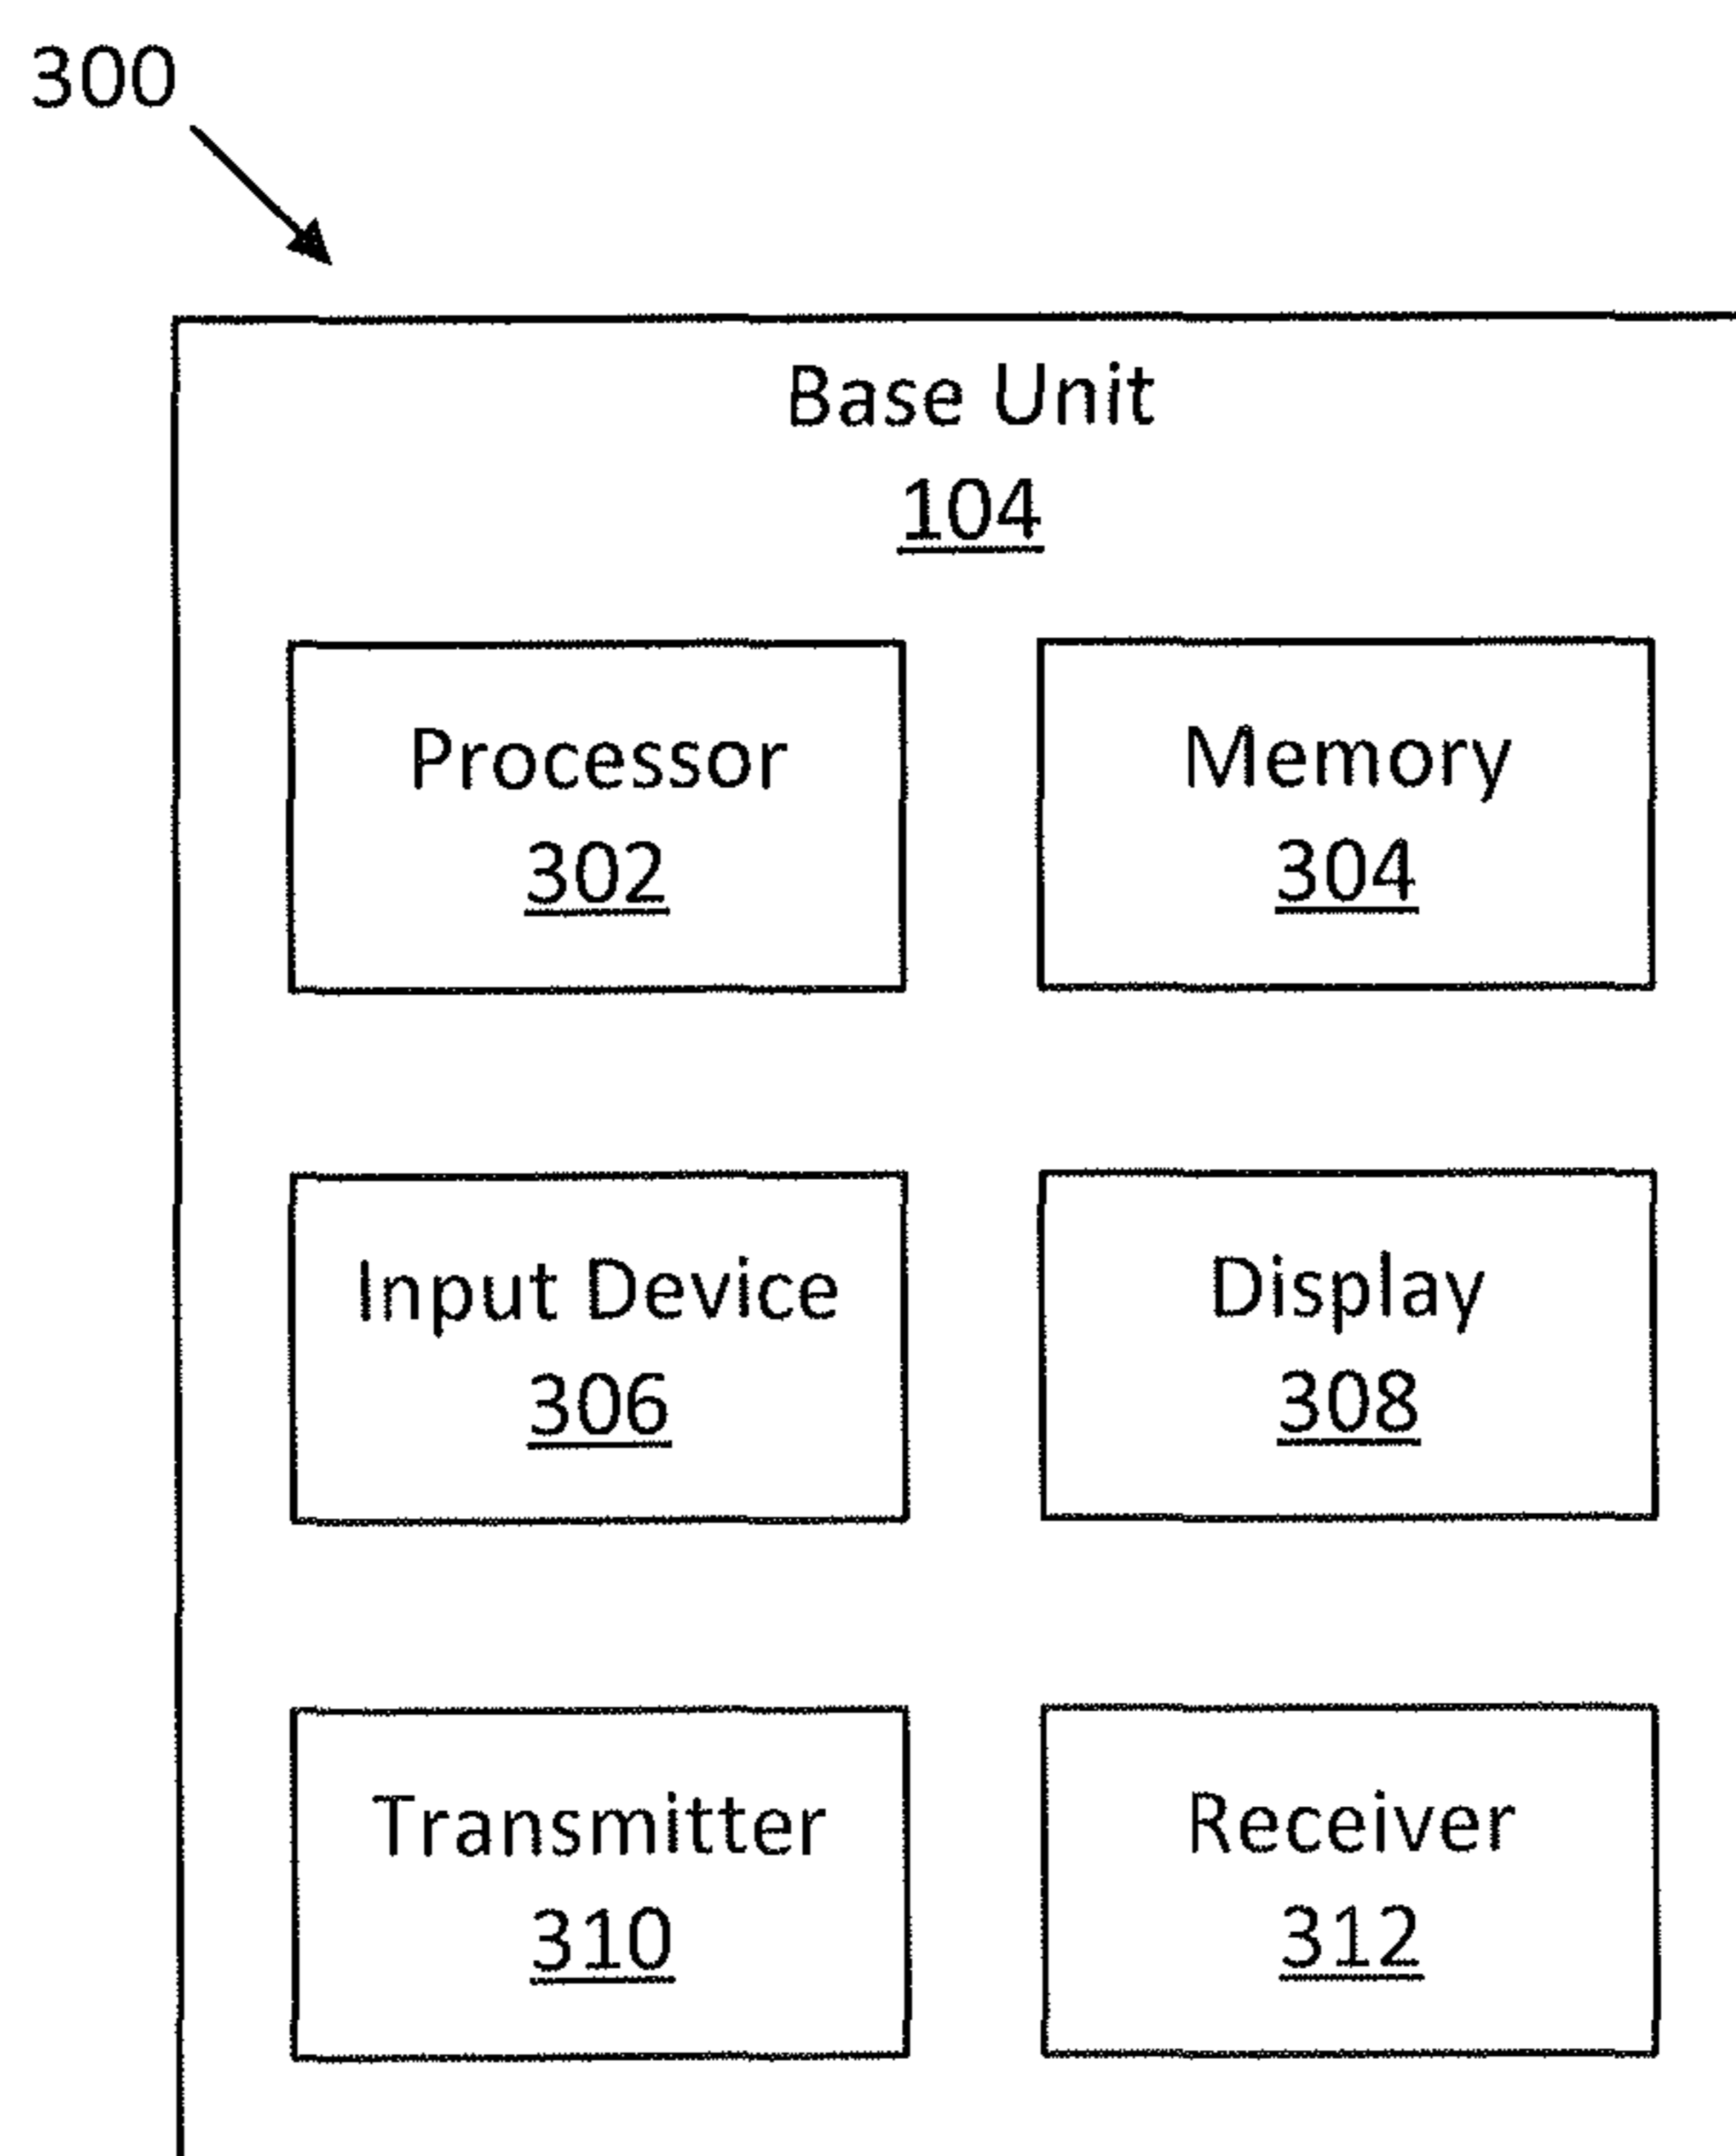 300
Base Unit
104
Processor
302
Memory
304
Input Device
306
Display
308
Transmitter
310
Receiver
312